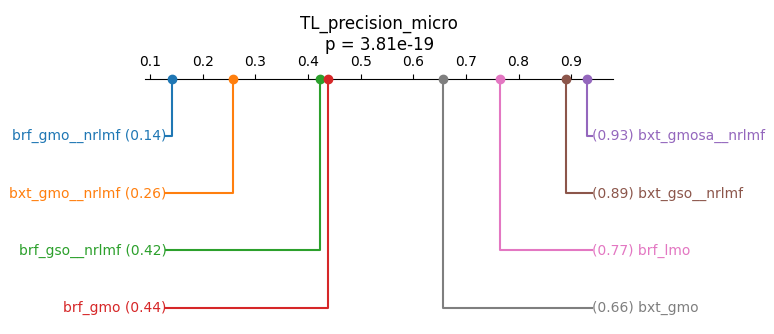 TL_precision_micro
p = 3.81e-19
0.1 0.2 0.3 0.4 0.5 0.6 0.7 0.8 0.9
brf_gmo__nrlmf (0.14)
(0.93) bxt_gmosa__nrlmf
bxt_gmo__nrlmf (0.26)
(0.89) bxt_gso__nrlmf
brf_gso__nrlmf (0.42)
(0.77) brf_lmo
brf_gmo (0.44)
(0.66) bxt_gmo